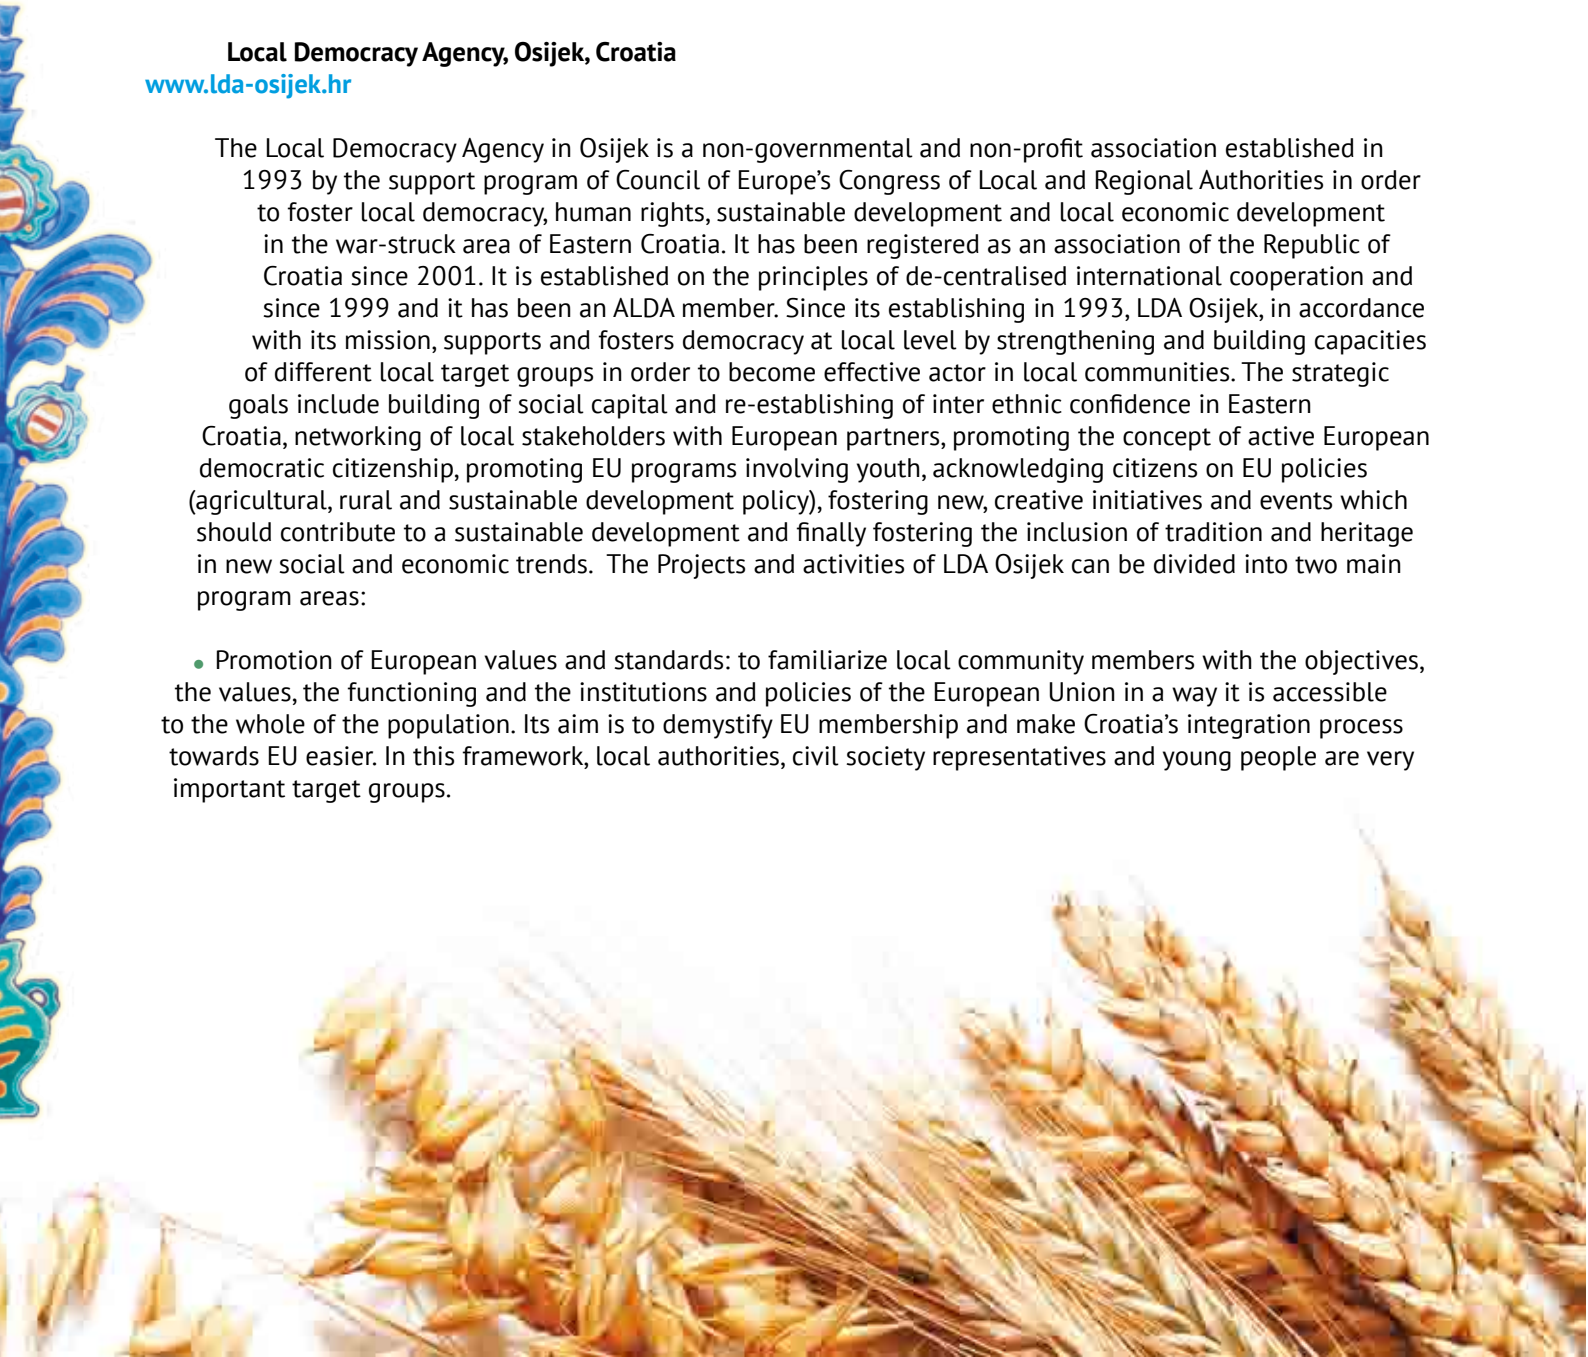 Local Democracy Agency, Osijek, Croatia
www.lda-osijek.hr
The Local Democracy Agency in Osijek is a non-governmental and non-profit association established in
1993 by the support program of Council of Europe's Congress of Local and Regional Authorities in order
to foster local democracy, human rights, sustainable development and local economic development
in the war-struck area of Eastern Croatia. It has been registered as an association of the Republic of
Croatia since 2001. It is established on the principles of de-centralised international cooperation and
since 1999 and it has been an ALDA member. Since its establishing in 1993, LDA Osijek, in accordance
with its mission, supports and fosters democracy at local level by strengthening and building capacities
of different local target groups in order to become effective actor in local communities. The strategic
goals include building of social capital and re-establishing of inter ethnic confidence in Eastern
Croatia, networking of local stakeholders with European partners, promoting the concept of active European
democratic citizenship, promoting EU programs involving youth, acknowledging citizens on EU policies
(agricultural, rural and sustainable development policy), fostering new, creative initiatives and events which
should contribute to a sustainable development and finally fostering the inclusion of tradition and heritage
in new social and economic trends.  The Projects and activities of LDA Osijek can be divided into two main
program areas:
• Promotion of European values and standards: to familiarize local community members with the objectives,
the values, the functioning and the institutions and policies of the European Union in a way it is accessible
to the whole of the population. Its aim is to demystify EU membership and make Croatia's integration process
towards EU easier. In this framework, local authorities, civil society representatives and young people are very
important target groups.